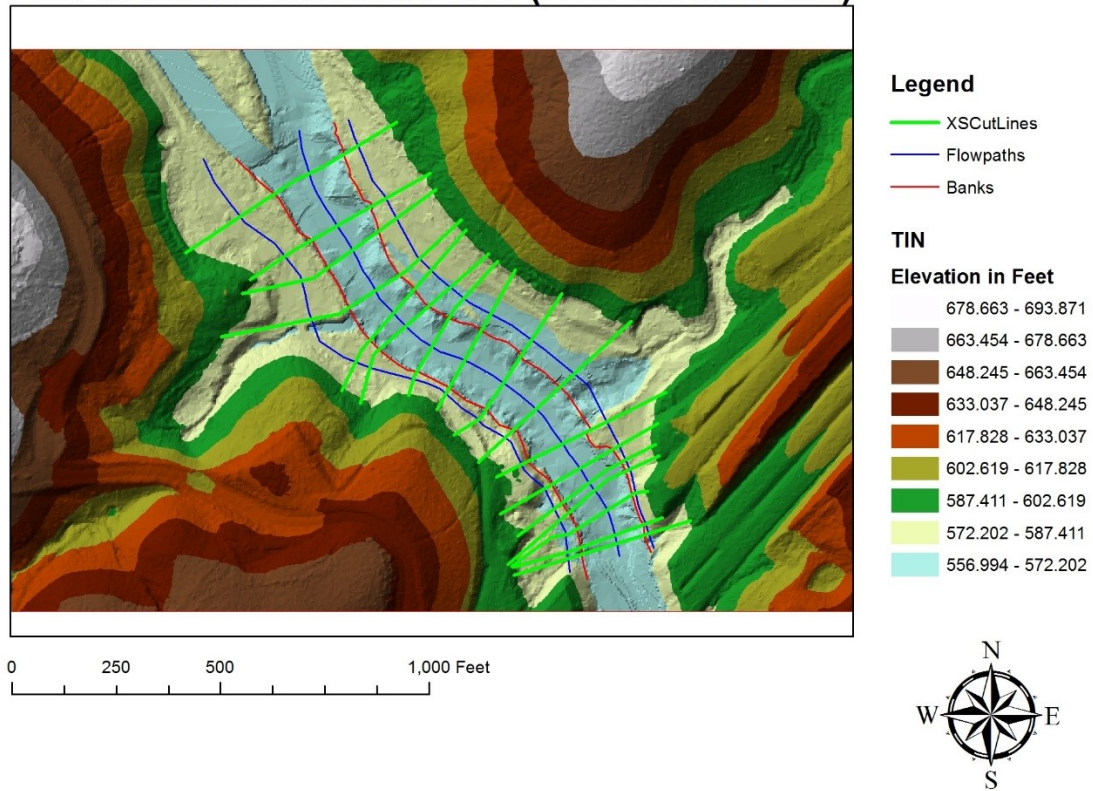 Legend
XSCutLines
Flowpaths
Banks
TIN
Elevation in Feet
678.663 - 693.871
663.454 - 678.663
648.245 - 663.454
633.037 - 648.245
617.828 - 633.037
602.619 - 617.828
587.411 - 602.619
572.202 - 587.411
556.994 - 572.202
0 250 500 1,000 Feet
N
W E
S